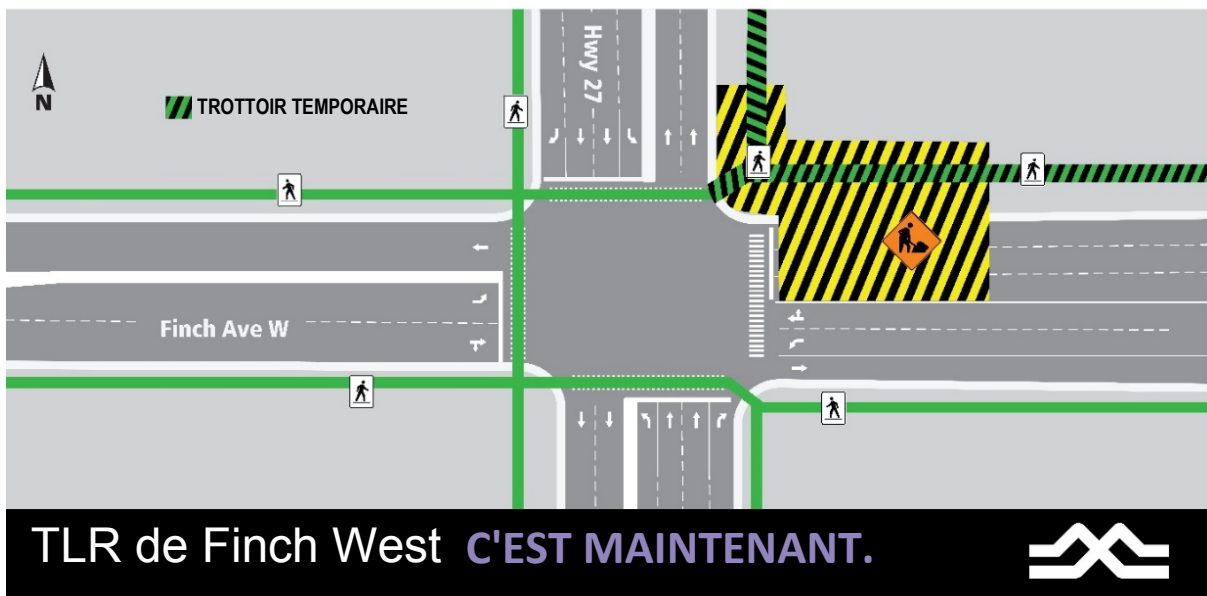 Hwy 27
N
TROTTOIR TEMPORAIRE
Finch Ave W
TLR de Finch West C'EST MAINTENANT.